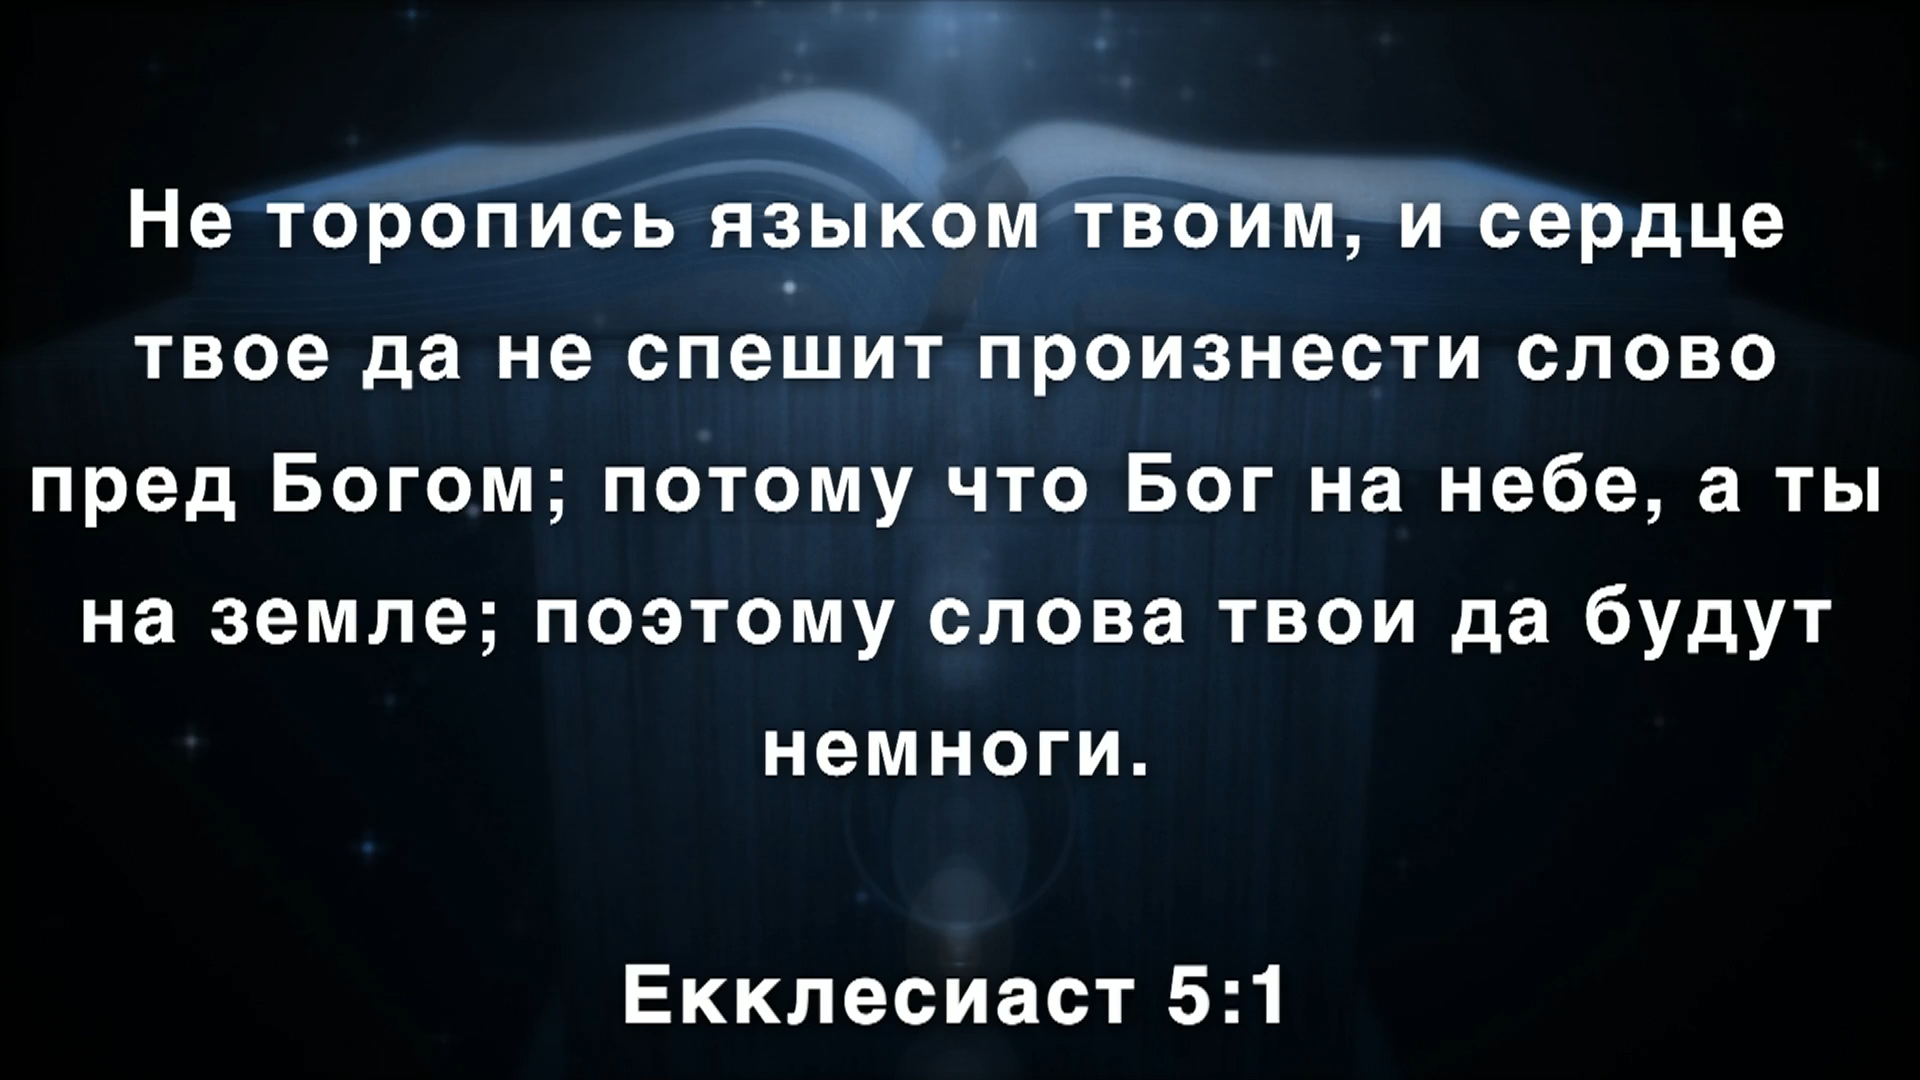 Не торопись языком твоим, и сердце
твое да не спешит произнести слово
пред Богом; потому что Бог на небе, а ты
на земле; поэтому слова твои да будут
немноги.
Екклесиаст 5:1